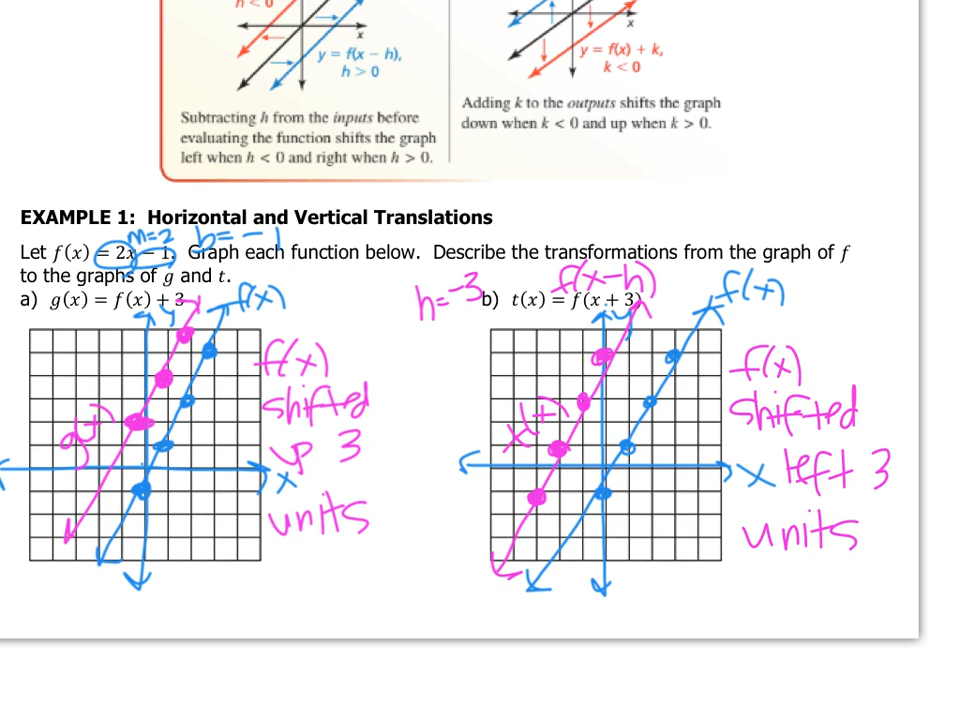 h < 0
x
y = f(x − h),
h > 0
Subtracting h from the inputs before
evaluating the function shifts the graph
left when h < 0 and right when h > 0.
x
y = f(x) + k,
k < 0
Adding k to the outputs shifts the graph
down when k < 0 and up when k > 0.
EXAMPLE 1: Horizontal and Vertical Translations
m=2 b= -1
Let f(x) = 2x − 1. Graph each function below. Describe the transformations from the graph of f
to the graphs of g and t.
a) g(x) = f(x) + 3
y
f(x)
f(x)
shifted
up 3
units
g(x)
x
h=-3
f(x-h)
b) t(x) = f(x + 3)
y
f(x)
f(x)
shifted
left 3
units
t(x)
x